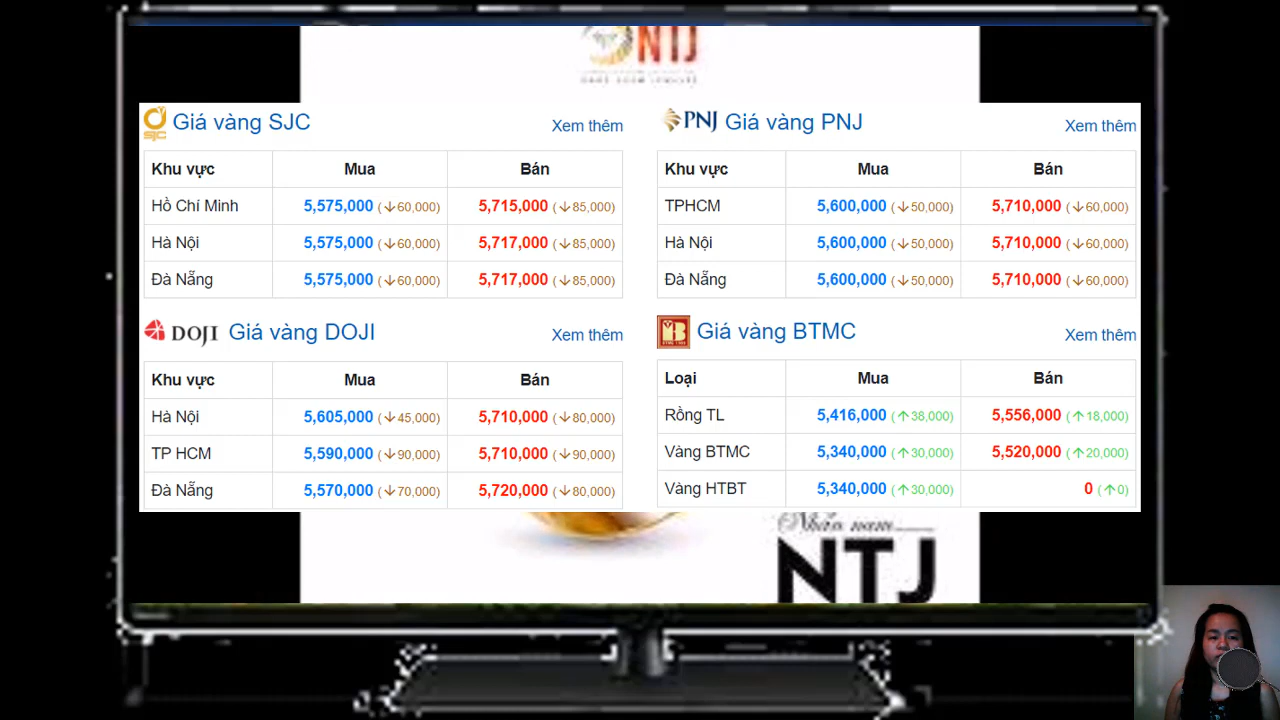 NTJ
SJC
Giá vàng SJC
Xem thêm
Khu vực Mua Bán
Hồ Chí Minh 5,575,000 (↓60,000) 5,715,000 (↓85,000)
Hà Nội 5,575,000 (↓60,000) 5,717,000 (↓85,000)
Đà Nẵng 5,575,000 (↓60,000) 5,717,000 (↓85,000)
PNJ Giá vàng PNJ
Xem thêm
Khu vực Mua Bán
TPHCM 5,600,000 (↓50,000) 5,710,000 (↓60,000)
Hà Nội 5,600,000 (↓50,000) 5,710,000 (↓60,000)
Đà Nẵng 5,600,000 (↓50,000) 5,710,000 (↓60,000)
DOJI Giá vàng DOJI
Xem thêm
Khu vực Mua Bán
Hà Nội 5,605,000 (↓45,000) 5,710,000 (↓80,000)
TP HCM 5,590,000 (↓90,000) 5,710,000 (↓90,000)
Đà Nẵng 5,570,000 (↓70,000) 5,720,000 (↓80,000)
Giá vàng BTMC
Xem thêm
Loại Mua Bán
Rồng TL 5,416,000 (↑38,000) 5,556,000 (↑18,000)
Vàng BTMC 5,340,000 (↑30,000) 5,520,000 (↑20,000)
Vàng HTBT 5,340,000 (↑30,000) 0 (↑0)
Nhẫn nam.......
NTJ